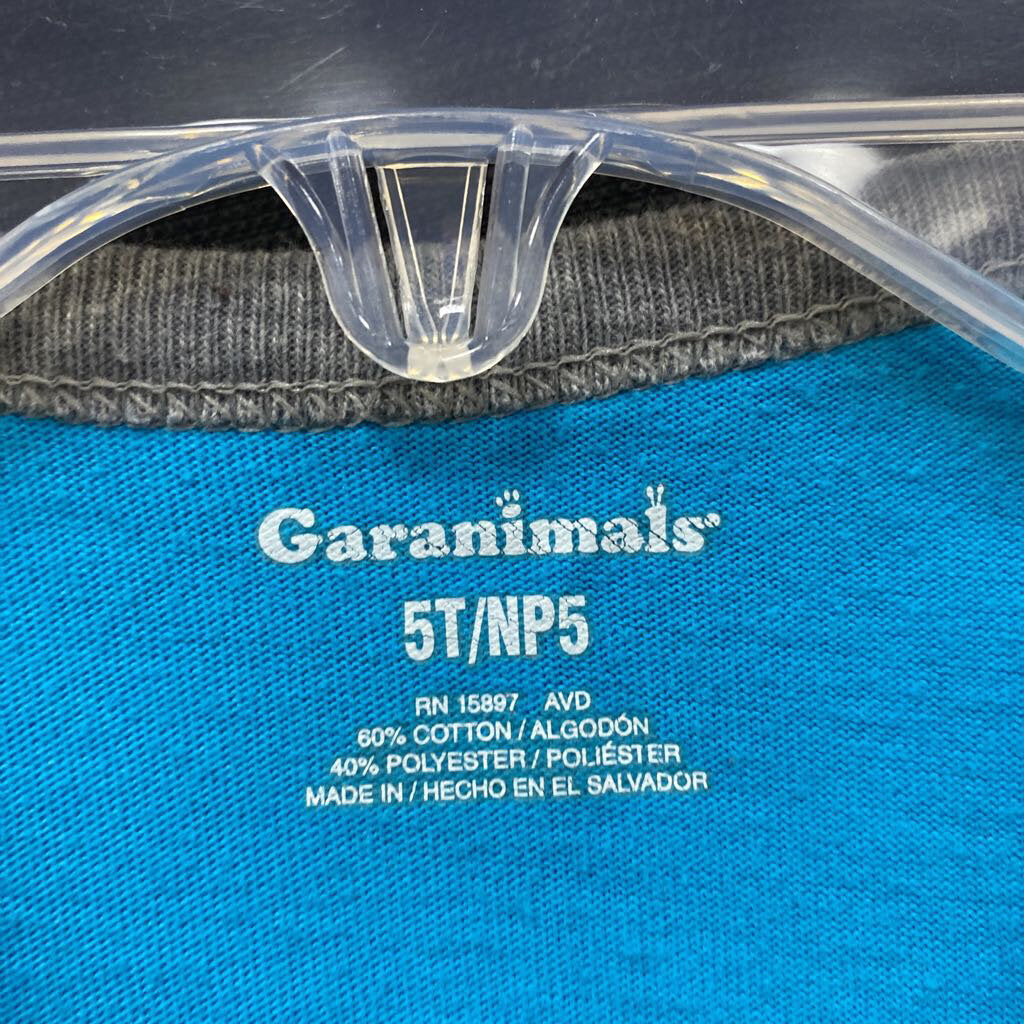 Garanimals
5T/NP5
RN 15897 AVD
60% COTTON / ALGODÓN
40% POLYESTER / POLIÉSTER
MADE IN / HECHO EN EL SALVADOR